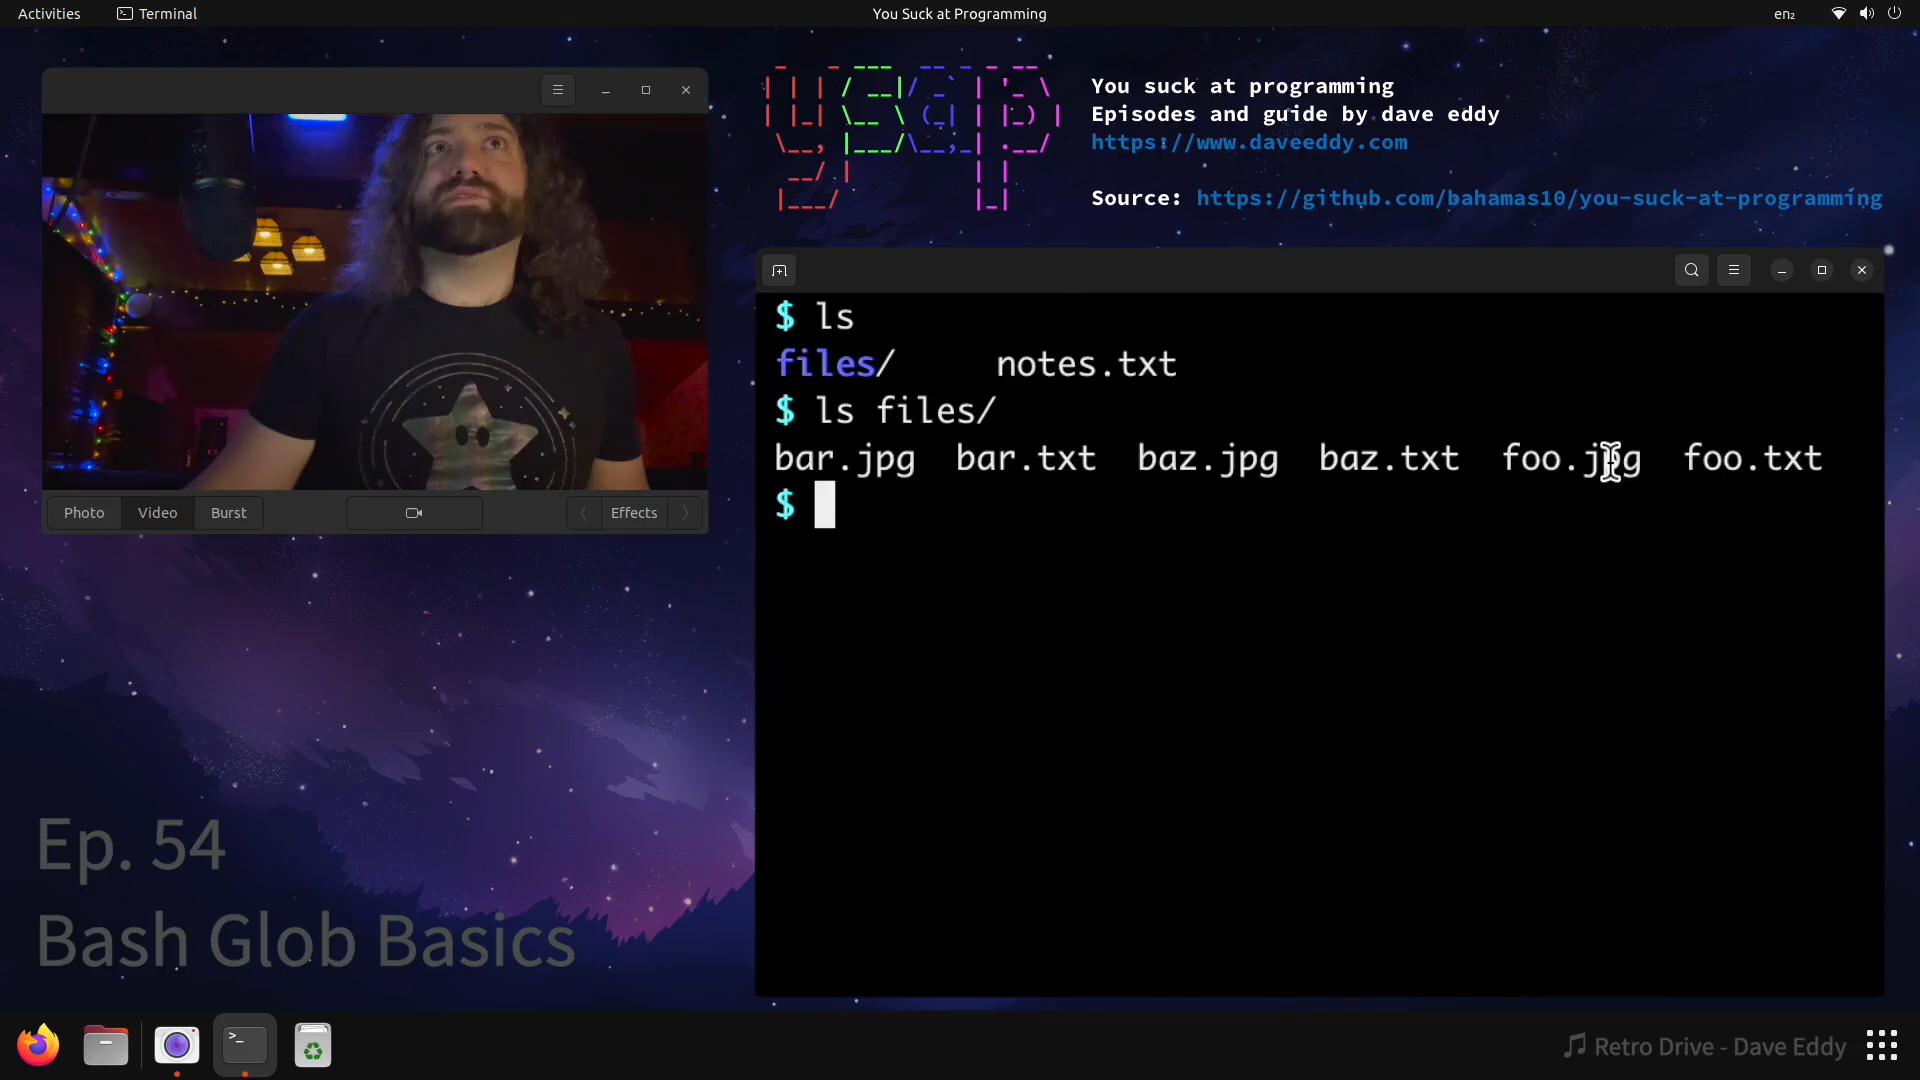 Activities Terminal You Suck at Programming en₂
You suck at programming
Episodes and guide by dave eddy
https://www.daveeddy.com
Source: https://github.com/bahamas10/you-suck-at-programming
$ ls
files/ notes.txt
$ ls files/
bar.jpg bar.txt baz.jpg baz.txt foo.jpg foo.txt
$
Photo Video Burst Effects
Ep. 54
Bash Glob Basics
Retro Drive - Dave Eddy